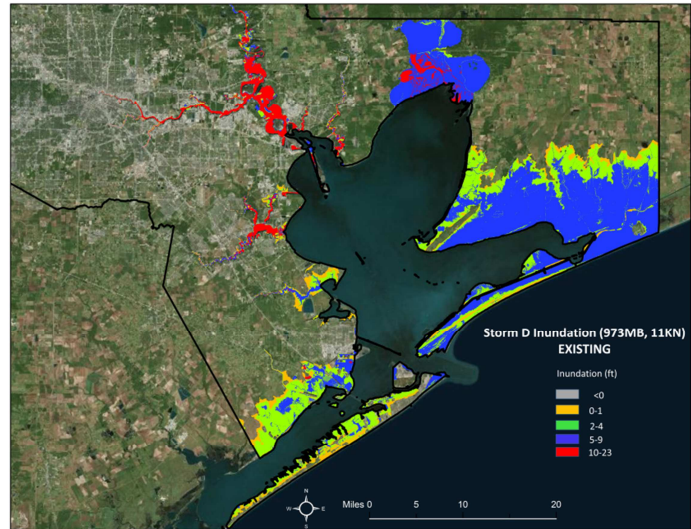 Storm D Inundation (973MB, 11KN)
EXISTING
Inundation (ft)
<0
0-1
2-4
5-9
10-23
N
W E
S
Miles 0 5 10 20